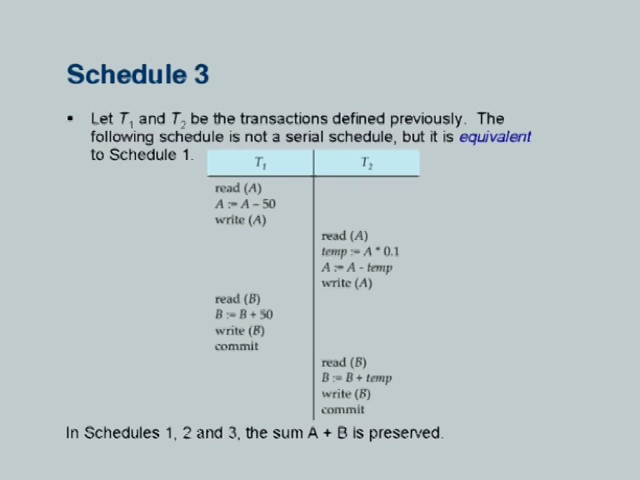 Schedule 3
• Let T1 and T2 be the transactions defined previously. The
following schedule is not a serial schedule, but it is equivalent
to Schedule 1.
T1 T2
read (A)
A := A – 50
write (A)
read (A)
temp := A * 0.1
A := A - temp
write (A)
read (B)
B := B + 50
write (B)
commit
read (B)
B := B + temp
write (B)
commit
In Schedules 1, 2 and 3, the sum A + B is preserved.